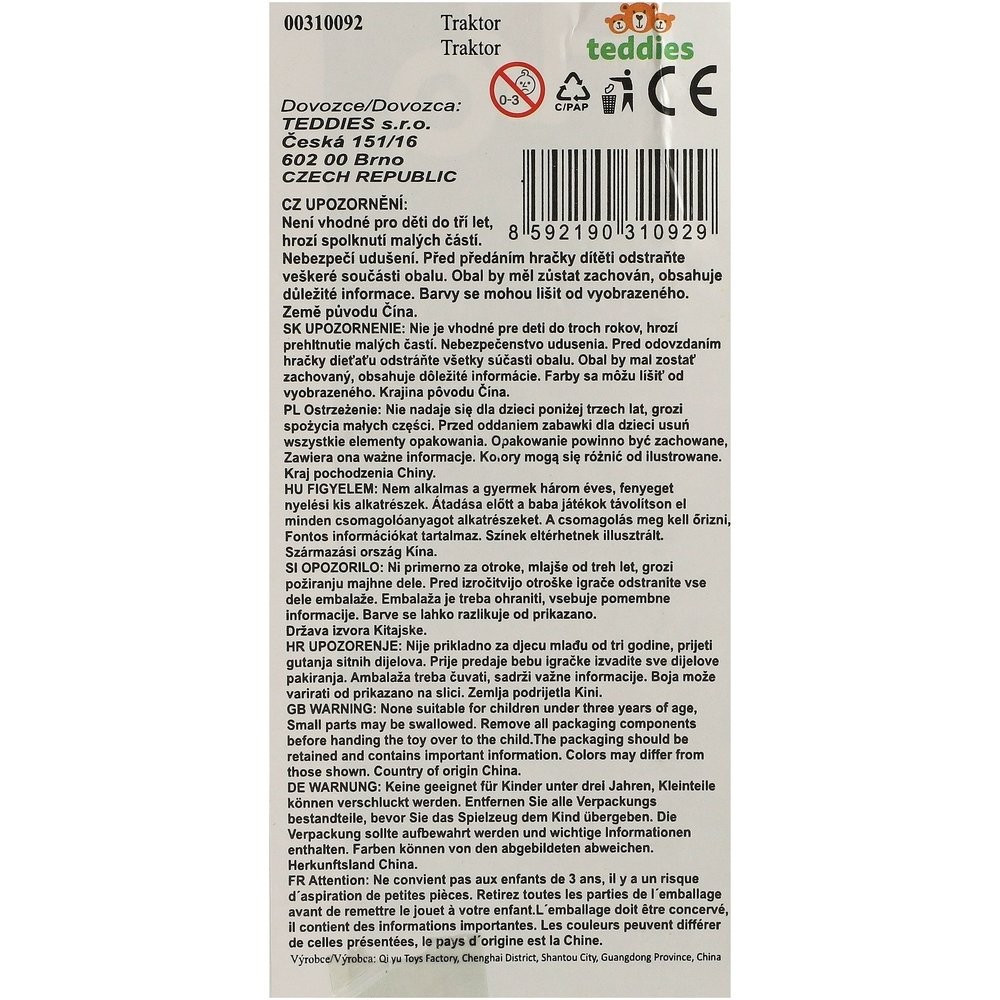 00310092
Traktor
Traktor
teddies
0-3
C/PAP
CE
Dovozce/Dovozca:
TEDDIES s.r.o.
Česká 151/16
602 00 Brno
CZECH REPUBLIC
8 592190 310929
CZ UPOZORNĚNÍ:
Není vhodné pro děti do tří let,
hrozí spolknutí malých částí.
Nebezpečí udušení. Před předáním hračky dítěti odstraňte
veškeré součásti obalu. Obal by měl zůstat zachován, obsahuje
důležité informace. Barvy se mohou lišit od vyobrazeného.
Země původu Čína.
SK UPOZORNENIE: Nie je vhodné pre deti do troch rokov, hrozí
prehltnutie malých častí. Nebezpečenstvo udusenia. Pred odovzdaním
hračky dieťaťu odstráňte všetky súčasti obalu. Obal by mal zostať
zachovaný, obsahuje dôležité informácie. Farby sa môžu líšiť od
vyobrazeného. Krajina pôvodu Čína.
PL Ostrzeżenie: Nie nadaje się dla dzieci poniżej trzech lat, grozi
spożycia małych części. Przed oddaniem zabawki dla dzieci usuń
wszystkie elementy opakowania. Opakowanie powinno być zachowane,
Zawiera ona ważne informacje. Kolory mogą się różnić od ilustrowane.
Kraj pochodzenia Chiny.
HU FIGYELEM: Nem alkalmas a gyermek három éves, fenyeget
nyelési kis alkatrészek. Átadása előtt a baba játékok távolítson el
minden csomagolóanyagot alkatrészeket. A csomagolás meg kell őrizni,
Fontos információkat tartalmaz. Színek eltérhetnek illusztrált.
Származási ország Kína.
SI OPOZORILO: Ni primerno za otroke, mlajše od treh let, grozi
požiranju majhne dele. Pred izročitvijo otroške igrače odstranite vse
dele embalaže. Embalaža je treba ohraniti, vsebuje pomembne
informacije. Barve se lahko razlikuje od prikazano.
Država izvora Kitajske.
HR UPOZORENJE: Nije prikladno za djecu mlađu od tri godine, prijeti
gutanja sitnih dijelova. Prije predaje bebu igračke izvadite sve dijelove
pakiranja. Ambalaža treba čuvati, sadrži važne informacije. Boja može
varirati od prikazano na slici. Zemlja podrijetla Kini.
GB WARNING: None suitable for children under three years of age,
Small parts may be swallowed. Remove all packaging components
before handing the toy over to the child.The packaging should be
retained and contains important information. Colors may differ from
those shown. Country of origin China.
DE WARNUNG: Keine geeignet für Kinder unter drei Jahren, Kleinteile
können verschluckt werden. Entfernen Sie alle Verpackungs
bestandteile, bevor Sie das Spielzeug dem Kind übergeben. Die
Verpackung sollte aufbewahrt werden und wichtige Informationen
enthalten. Farben können von den abgebildeten abweichen.
Herkunftsland China.
FR Attention: Ne convient pas aux enfants de 3 ans, il y a un risque
d´aspiration de petites pièces. Retirez toutes les parties de l´emballage
avant de remettre le jouet à votre enfant.L´emballage doit être concervé,
il contient des informations importantes. Les couleurs peuvent différer
de celles présentées, le pays d´origine est la Chine.
Výrobce/Výrobca: Qi yu Toys Factory, Chenghai District, Shantou City, Guangdong Province, China